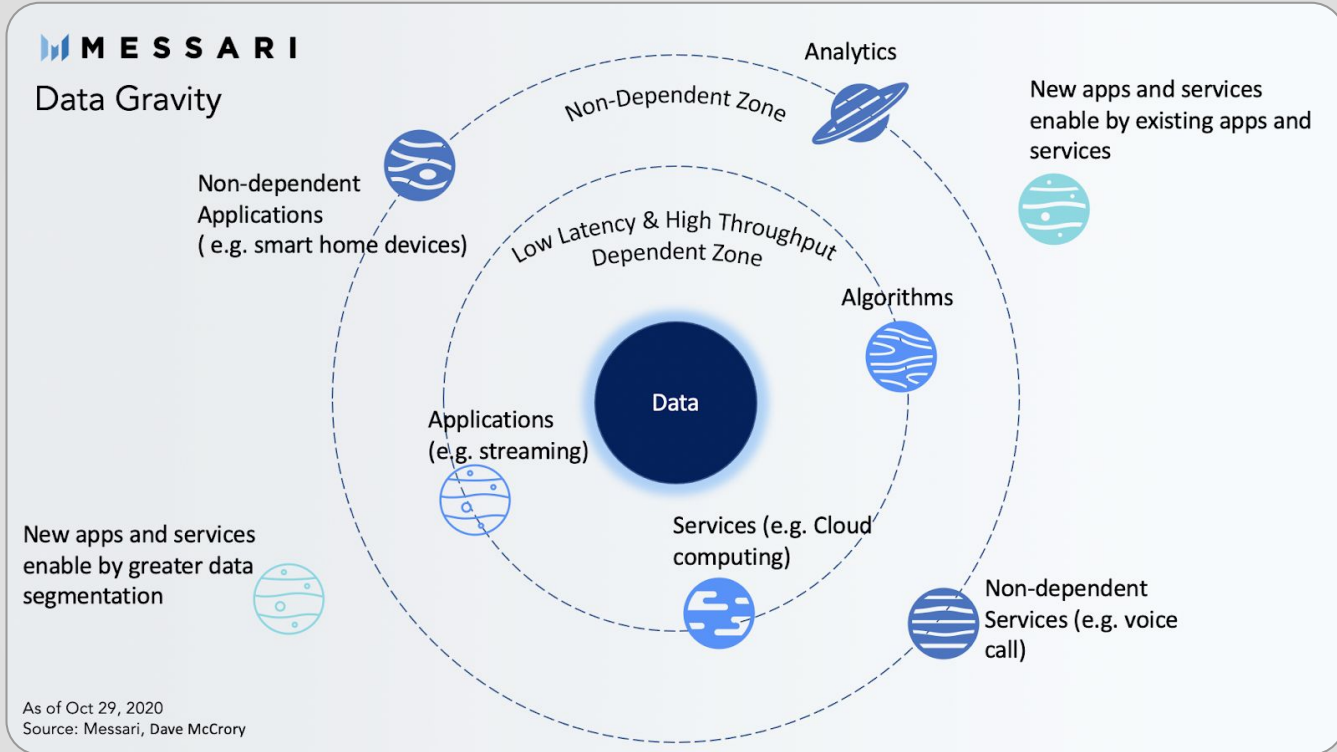 MESSARI
Data Gravity
Analytics
Non-Dependent Zone
New apps and services
enable by existing apps and
services
Non-dependent
Applications
( e.g. smart home devices)
Low Latency & High Throughput
Dependent Zone
Algorithms
Data
Applications
(e.g. streaming)
Services (e.g. Cloud
computing)
New apps and services
enable by greater data
segmentation
Non-dependent
Services (e.g. voice
call)
As of Oct 29, 2020
Source: Messari, Dave McCrory